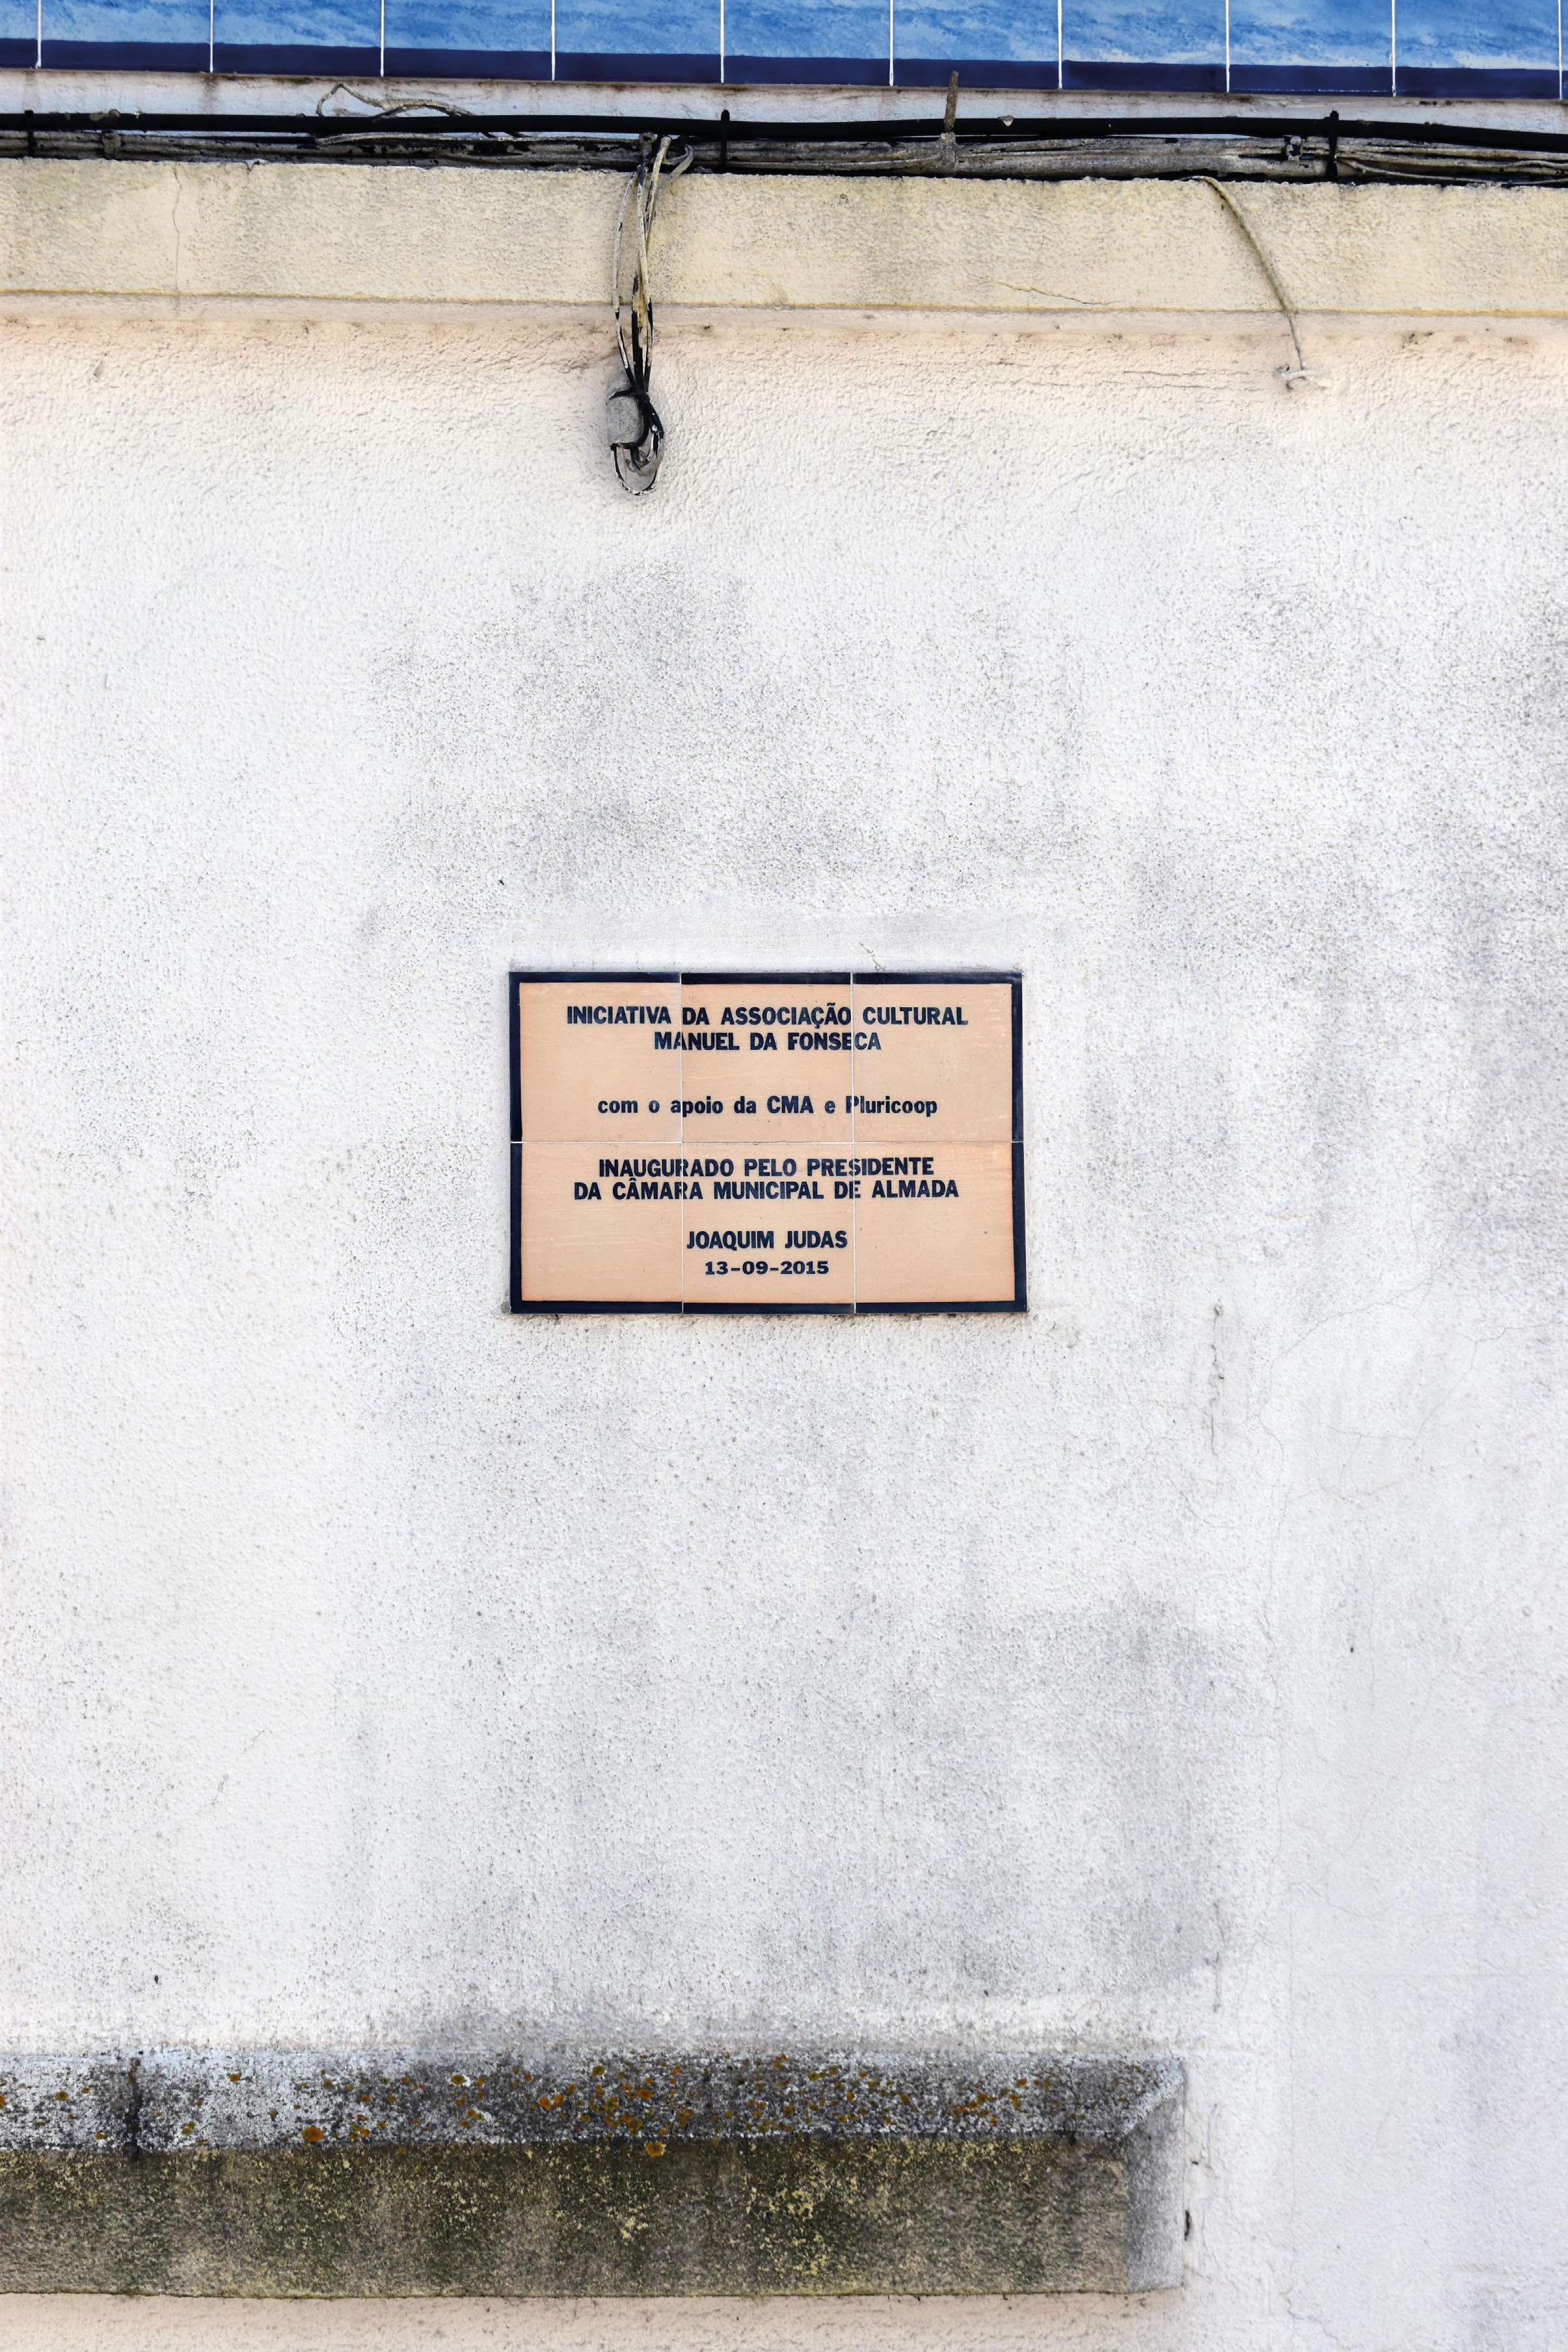 INICIATIVA DA ASSOCIAÇÃO CULTURAL
MANUEL DA FONSECA
com o apoio da CMA e Pluricoop
INAUGURADO PELO PRESIDENTE
DA CÂMARA MUNICIPAL DE ALMADA
JOAQUIM JUDAS
13-09-2015